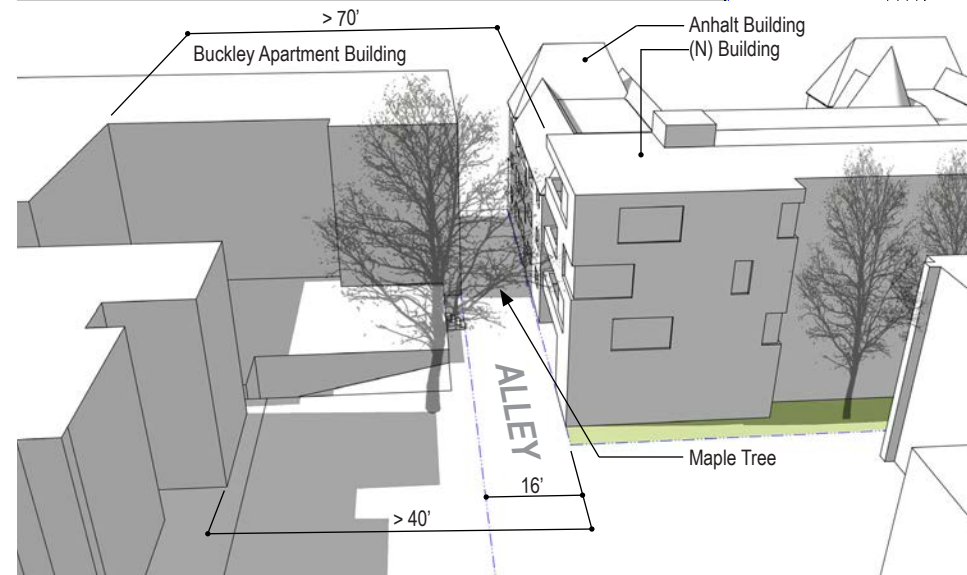 > 70’
Anhalt Building
(N) Building
Buckley Apartment Building
ALLEY
Maple Tree
16’
> 40’